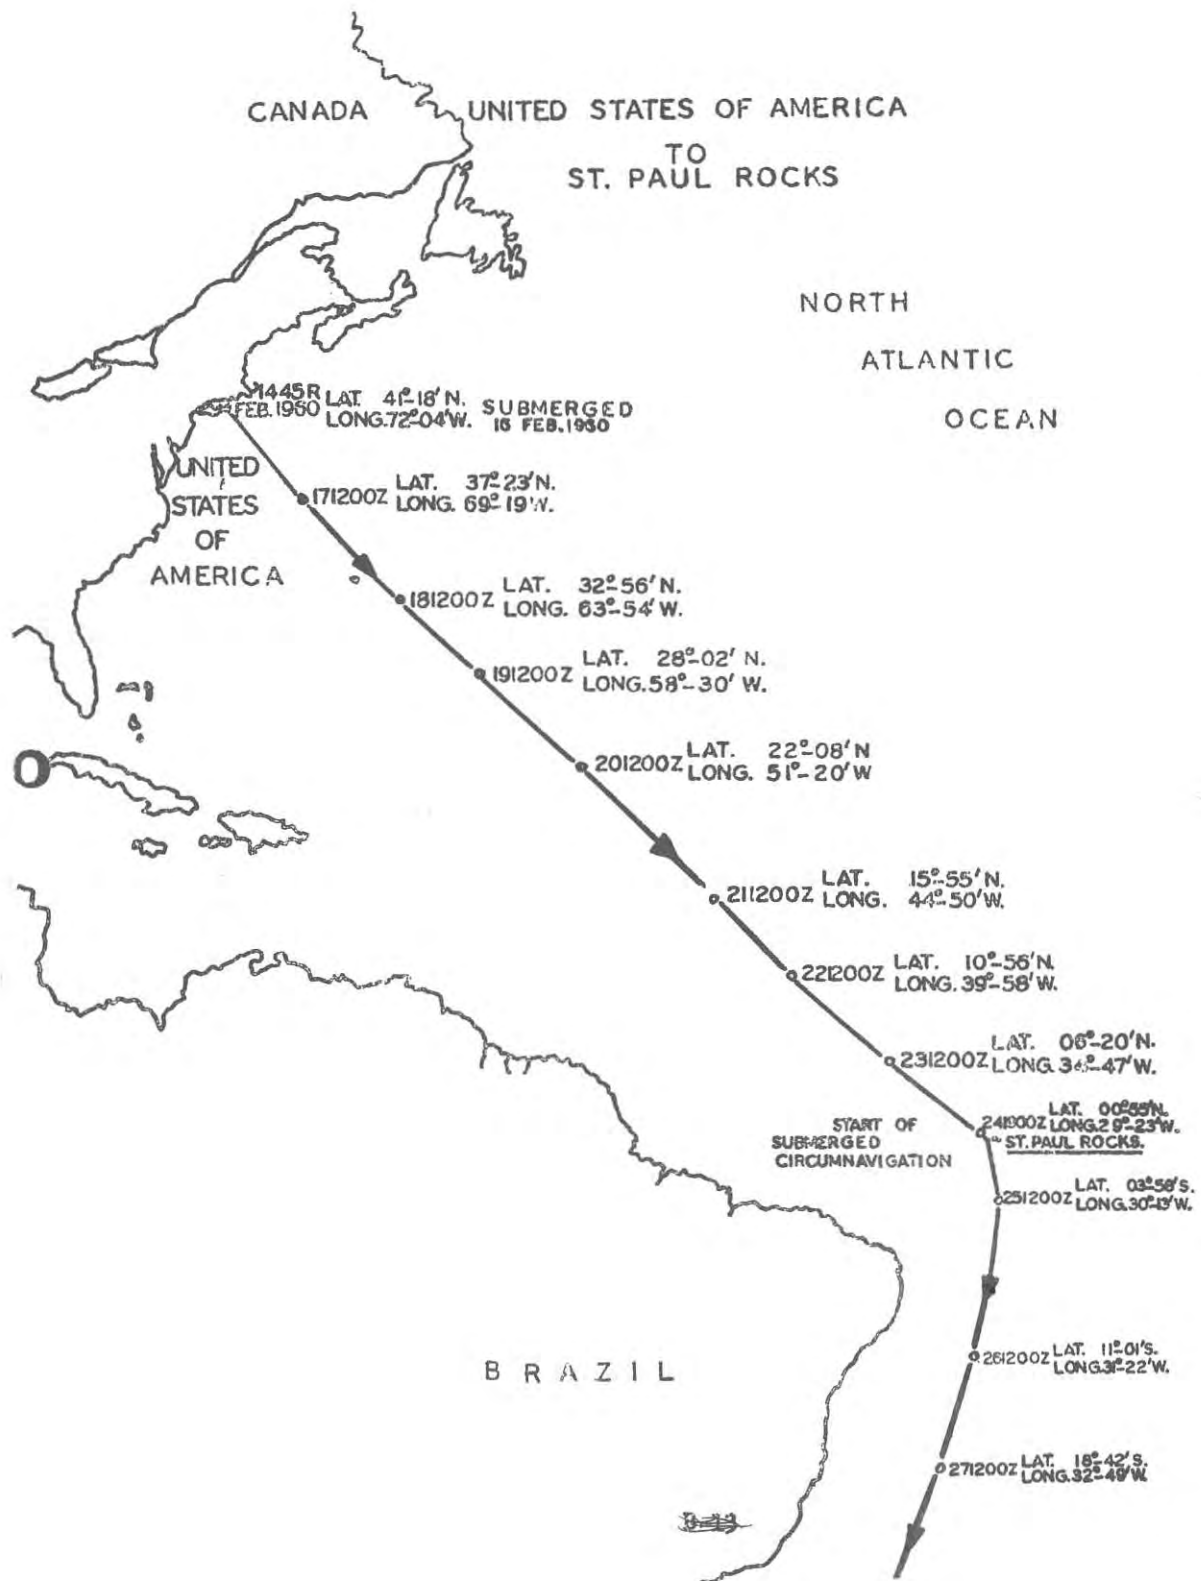 CANADA
UNITED STATES OF AMERICA
TO
ST. PAUL ROCKS
NORTH
ATLANTIC
OCEAN
1445R
FEB. 1960
LAT. 41°-18'N.
LONG. 72°-04'W.
SUBMERGED
16 FEB. 1960
UNITED
STATES
OF
AMERICA
171200Z
LAT. 37°-23'N.
LONG. 69°-19'W.
181200Z
LAT. 32°-56'N.
LONG. 63°-54'W.
191200Z
LAT. 28°-02' N.
LONG. 58°-30' W.
201200Z
LAT. 22°-08'N
LONG. 51°-20'W
211200Z
LAT. 15°-55'N.
LONG. 44°-50'W.
221200Z
LAT. 10°-56'N.
LONG. 39°-58'W.
231200Z
LAT. 06°-20'N.
LONG. 34°-47'W.
LAT. 00°-55'N.
LONG. 29°-23'W.
ST. PAUL ROCKS.
START OF
SUBMERGED
CIRCUMNAVIGATION
251200Z
LAT. 03°-58'S.
LONG. 30°-13'W.
261200Z
LAT. 11°-01'S.
LONG. 31°-22'W.
BRAZIL
271200Z
LAT. 18°-42'S.
LONG. 32°-49'W.